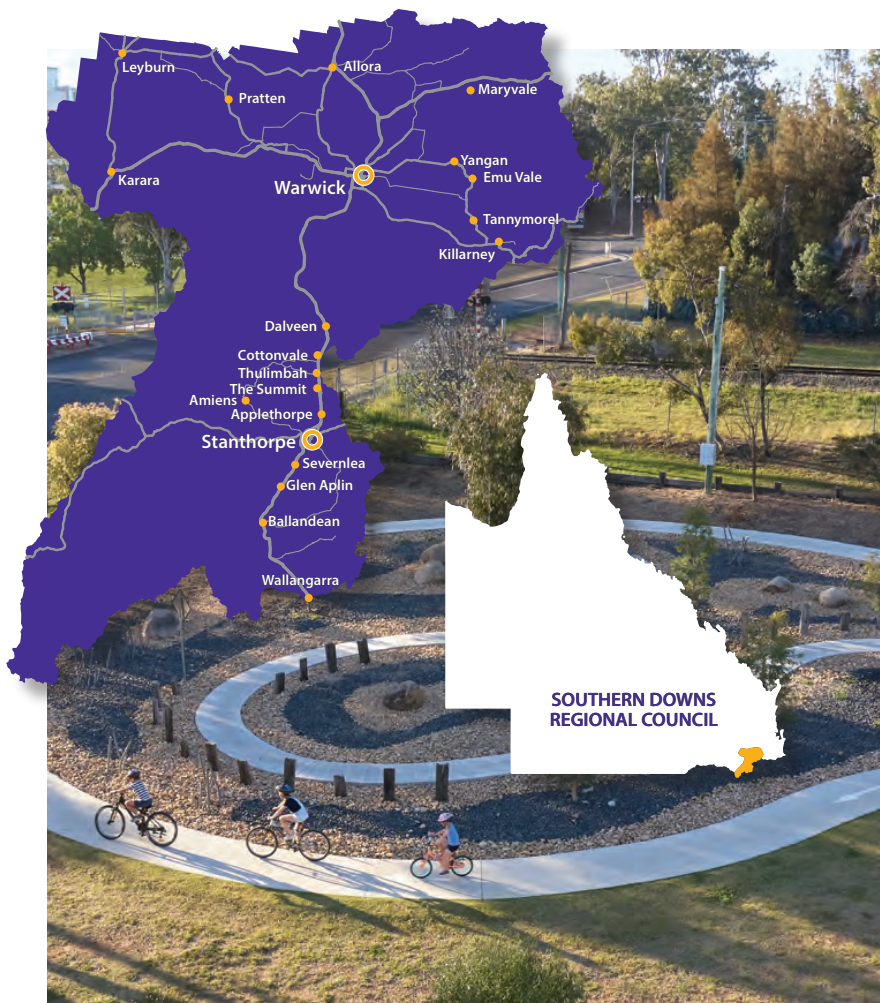 Leyburn
Allora
Pratten
Maryvale
Yangan
Karara
Emu Vale
Warwick
Tannymorel
Killarney
Dalveen
Cottonvale
Thulimbah
The Summit
Amiens
Applethorpe
Stanthorpe
Severnlea
Glen Aplin
Ballandean
Wallangarra
SOUTHERN DOWNS
REGIONAL COUNCIL